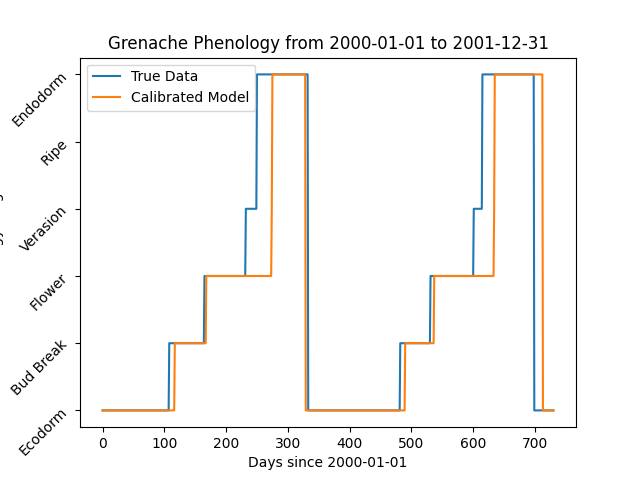 Grenache Phenology from 2000-01-01 to 2001-12-31
True Data
Calibrated Model
Endodorm
Ripe
Verasion
Flower
Bud Break
Ecodorm
0 100 200 300 400 500 600 700
Days since 2000-01-01